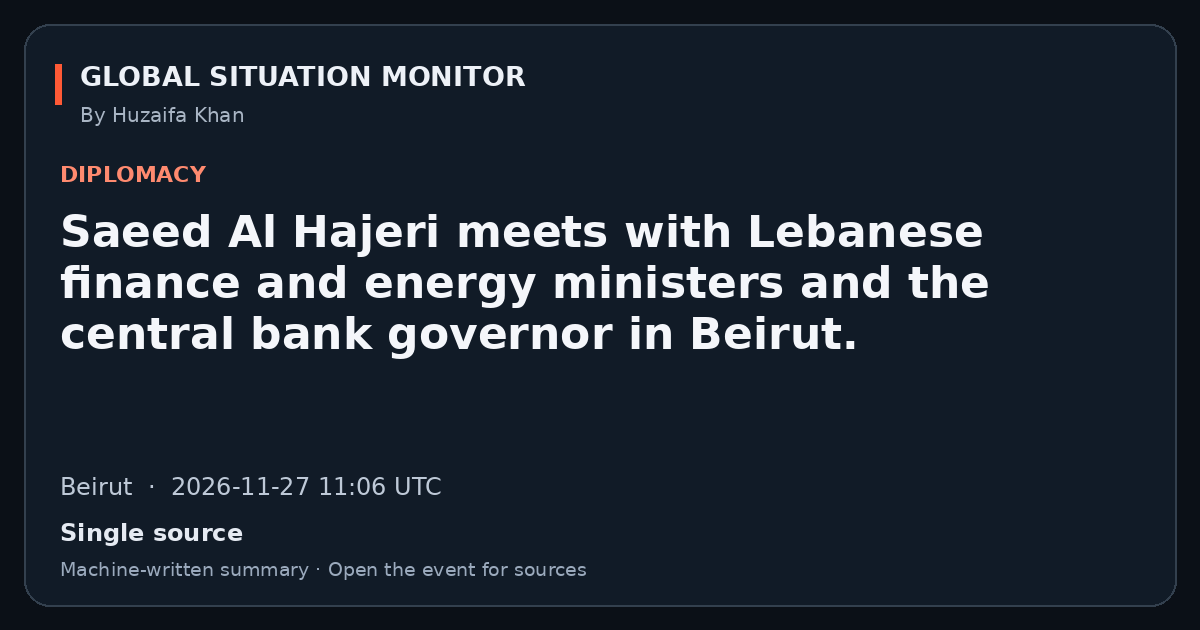 GLOBAL SITUATION MONITOR
By Huzaifa Khan
DIPLOMACY
Saeed Al Hajeri meets with Lebanese
finance and energy ministers and the
central bank governor in Beirut.
Beirut · 2026-11-27 11:06 UTC
Single source
Machine-written summary · Open the event for sources